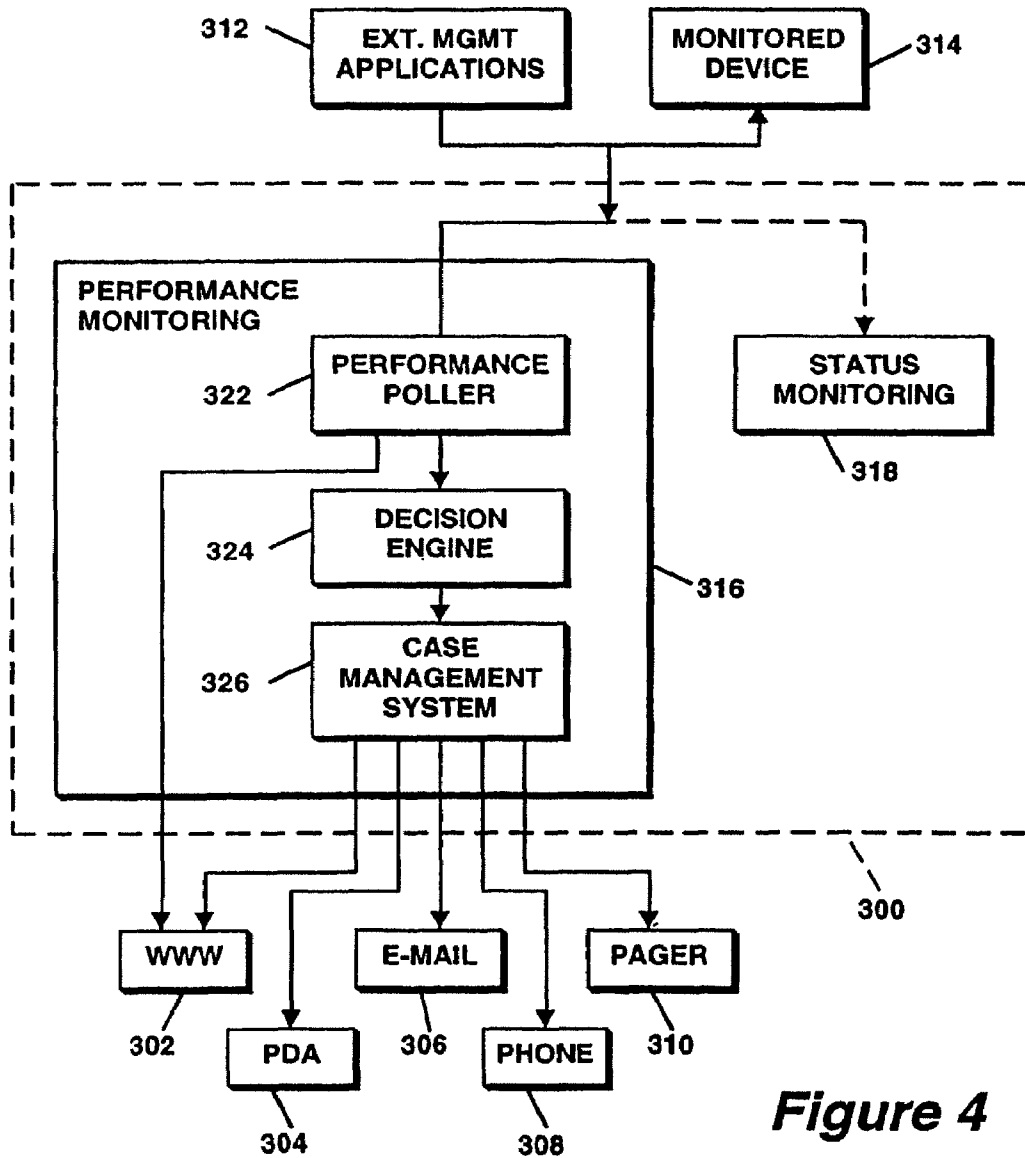 312
EXT. MGMT
APPLICATIONS
MONITORED
DEVICE
314
PERFORMANCE
MONITORING
322
PERFORMANCE
POLLER
STATUS
MONITORING
318
324
DECISION
ENGINE
316
326
CASE
MANAGEMENT
SYSTEM
300
WWW
E-MAIL
PAGER
302
PDA
306
PHONE
310
304
308
Figure 4